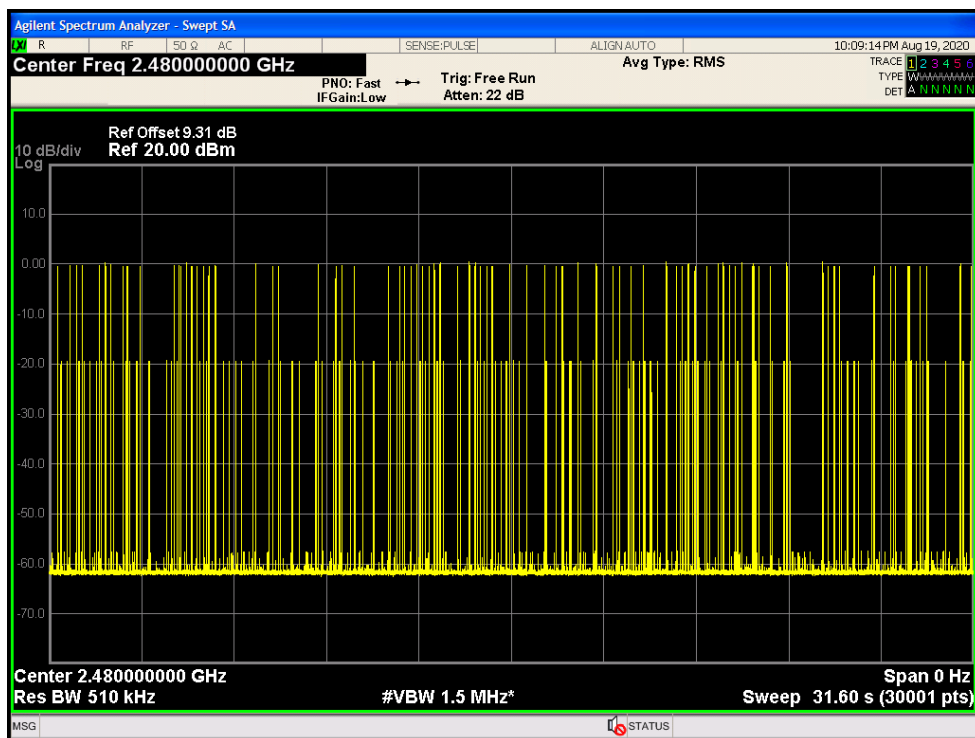 Agilent Spectrum Analyzer - Swept SA
LXI R RF 50 Ω AC SENSE:PULSE ALIGNAUTO 10:09:14 PM Aug 19, 2020
Center Freq 2.480000000 GHz Avg Type: RMS TRACE 1 2 3 4 5 6
PNO: Fast Trig: Free Run TYPE
IFGain:Low Atten: 22 dB DET A N N N N N
Ref Offset 9.31 dB
10 dB/div Ref 20.00 dBm
Log
10.0
0.00
-10.0
-20.0
-30.0
-40.0
-50.0
-60.0
-70.0
Center 2.480000000 GHz Span 0 Hz
Res BW 510 kHz #VBW 1.5 MHz* Sweep 31.60 s (30001 pts)
MSG STATUS